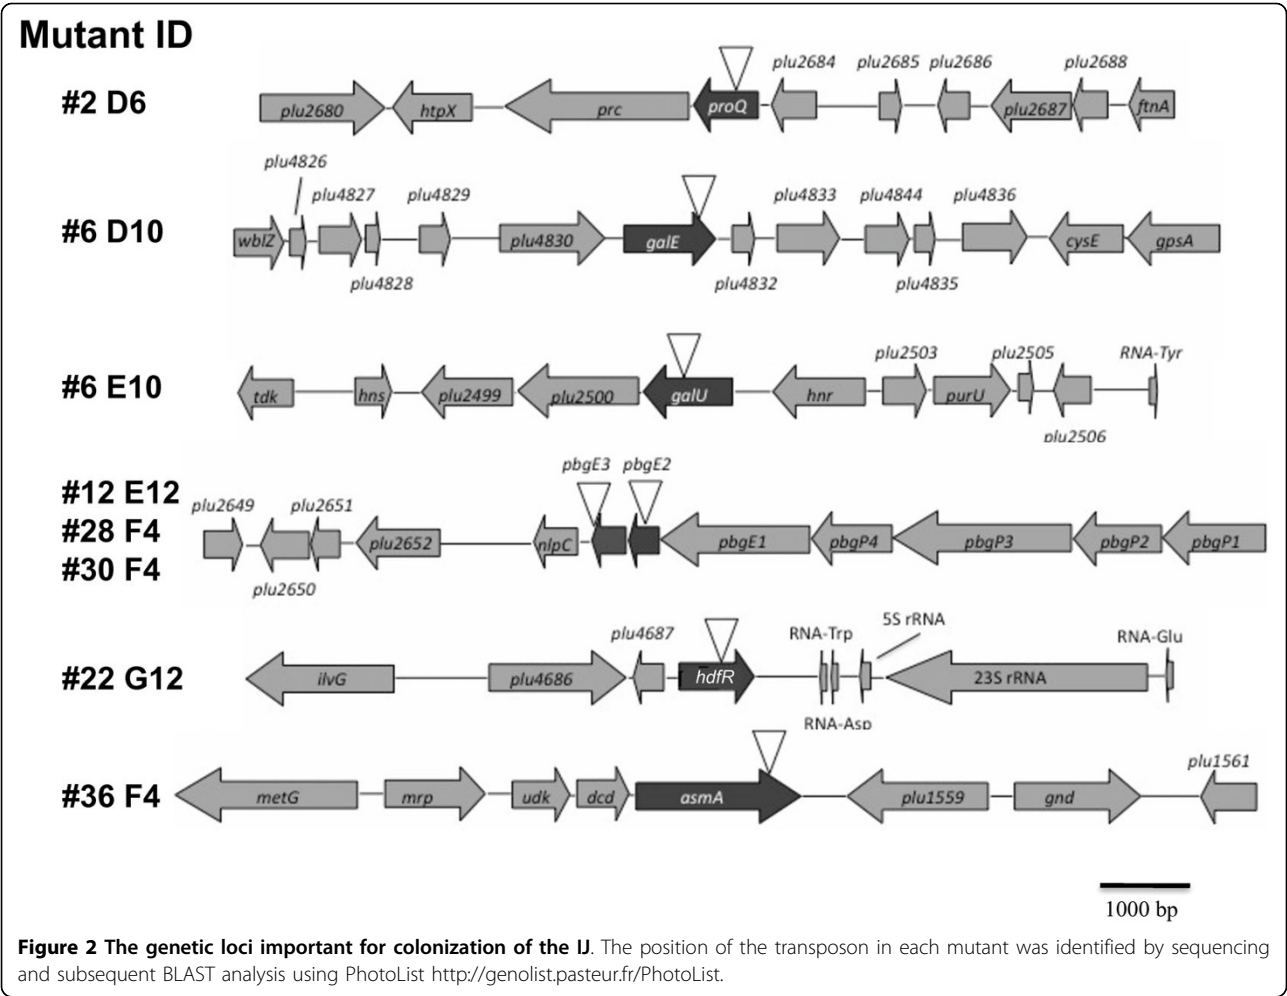 Mutant ID
#2 D6
plu2684
plu2685
plu2686
plu2688
plu2680
htpX
prc
proQ
plu2687
ftnA
plu4826
#6 D10
plu4827
plu4829
plu4833
plu4844
plu4836
wblZ
plu4830
galE
cysE
gpsA
plu4828
plu4832
plu4835
#6 E10
plu2503
plu2505
RNA-Tyr
tdk
hns
plu2499
plu2500
galU
hnr
purU
plu2506
#12 E12
#28 F4
#30 F4
pbgE3
pbgE2
plu2649
plu2651
plu2652
nlpC
pbgE1
pbgP4
pbgP3
pbgP2
pbgP1
plu2650
#22 G12
plu4687
RNA-Trp
5S rRNA
RNA-Glu
ilvG
plu4686
hdfR
23S rRNA
RNA-Asp
#36 F4
plu1561
metG
mrp
udk
dcd
asmA
plu1559
gnd
1000 bp
Figure 2 The genetic loci important for colonization of the IJ. The position of the transposon in each mutant was identified by sequencing
and subsequent BLAST analysis using PhotoList http://genolist.pasteur.fr/PhotoList.